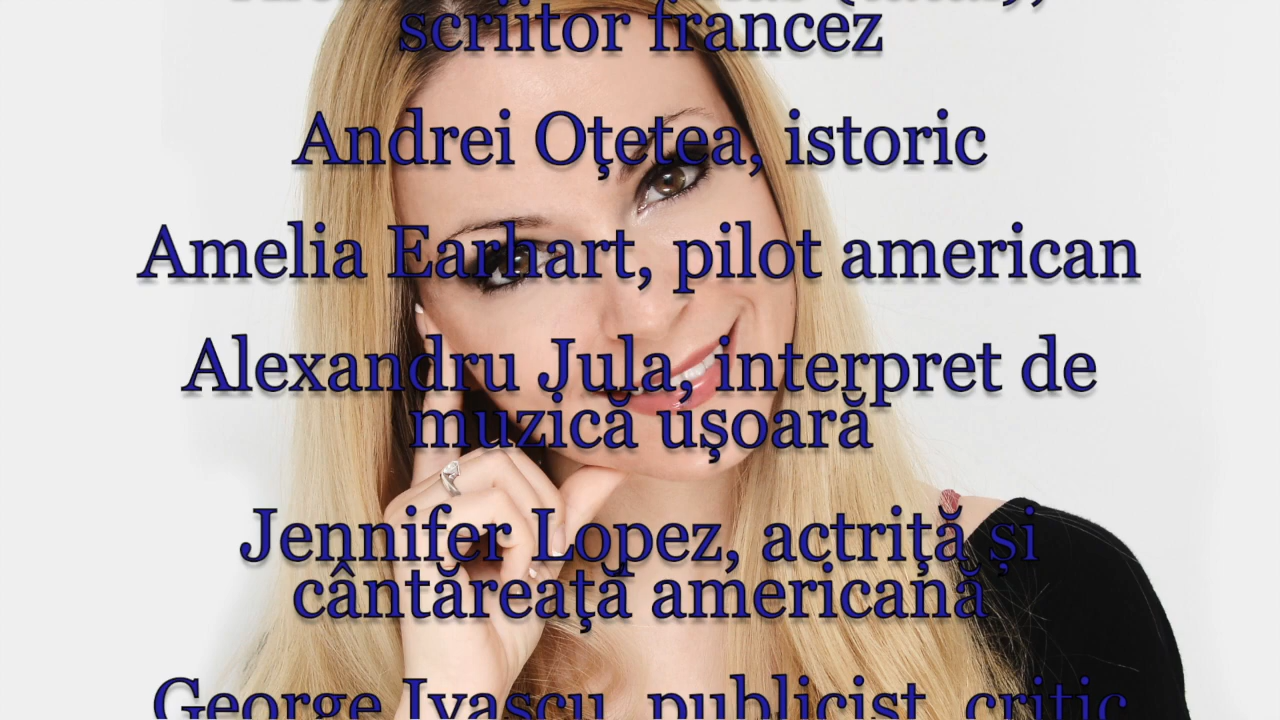 scriitor francez
Andrei Oţetea, istoric
Amelia Earhart, pilot american
Alexandru Jula, interpret de
muzică uşoară
Jennifer Lopez, actriţă și
cântăreaţă americană
George Ivaşcu, publicist, critic